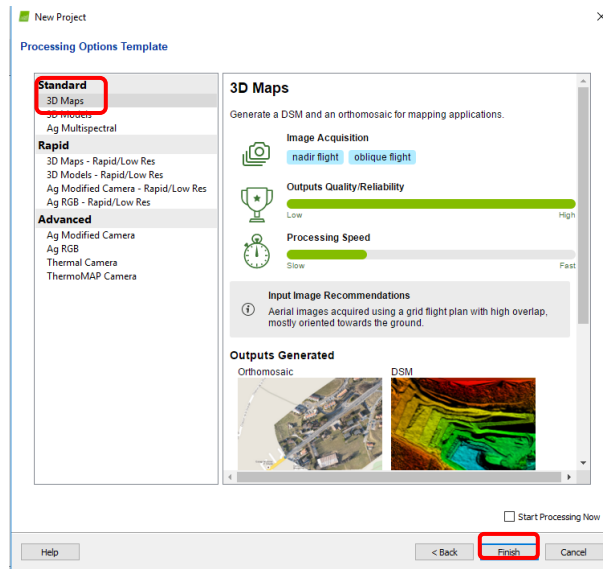 New Project
Processing Options Template
Standard
3D Maps
3D Models
Ag Multispectral
Rapid
3D Maps - Rapid/Low Res
3D Models - Rapid/Low Res
Ag Modified Camera - Rapid/Low Res
Ag RGB - Rapid/Low Res
Advanced
Ag Modified Camera
Ag RGB
Thermal Camera
ThermoMAP Camera
3D Maps
Generate a DSM and an orthomosaic for mapping applications.
Image Acquisition
nadir flight oblique flight
Outputs Quality/Reliability
Low High
Processing Speed
Slow Fast
Input Image Recommendations
Aerial images acquired using a grid flight plan with high overlap,
mostly oriented towards the ground.
Outputs Generated
Orthomosaic DSM
Start Processing Now
Help < Back Finish Cancel